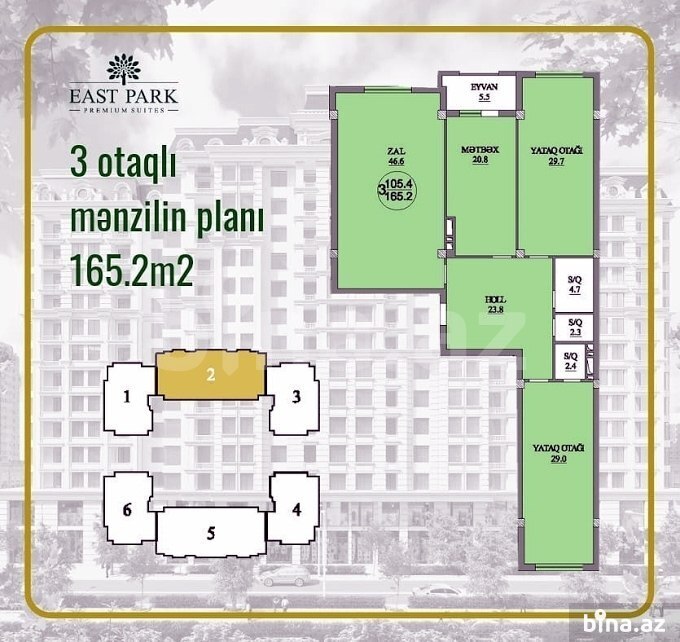 EAST PARK
PREMIUM SUITES
3 otaqlı
mənzilin planı
165.2m2
EYVAN
5.5
ZAL
46.6
3 105.4
165.2
MƏTBƏX
20.8
YATAQ OTAĞI
29.7
HOLL
23.8
S/Q
4.7
S/Q
2.3
S/Q
2.4
YATAQ OTAĞI
29.0
1
2
3
6
5
4
bina.az
bina.az